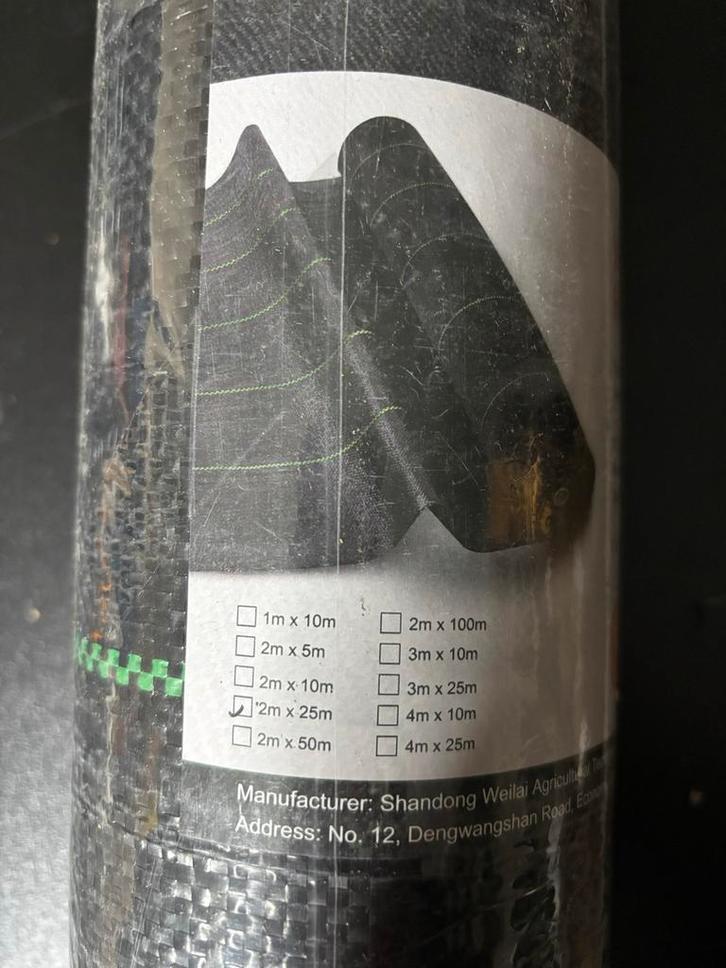 1m x 10m
2m x 5m
2m x 10m
2m x 25m
2m x 50m
2m x 100m
3m x 10m
3m x 25m
4m x 10m
4m x 25m
Manufacturer: Shandong Weilai Agricultural
Address: No. 12, Dengwangshan Road,